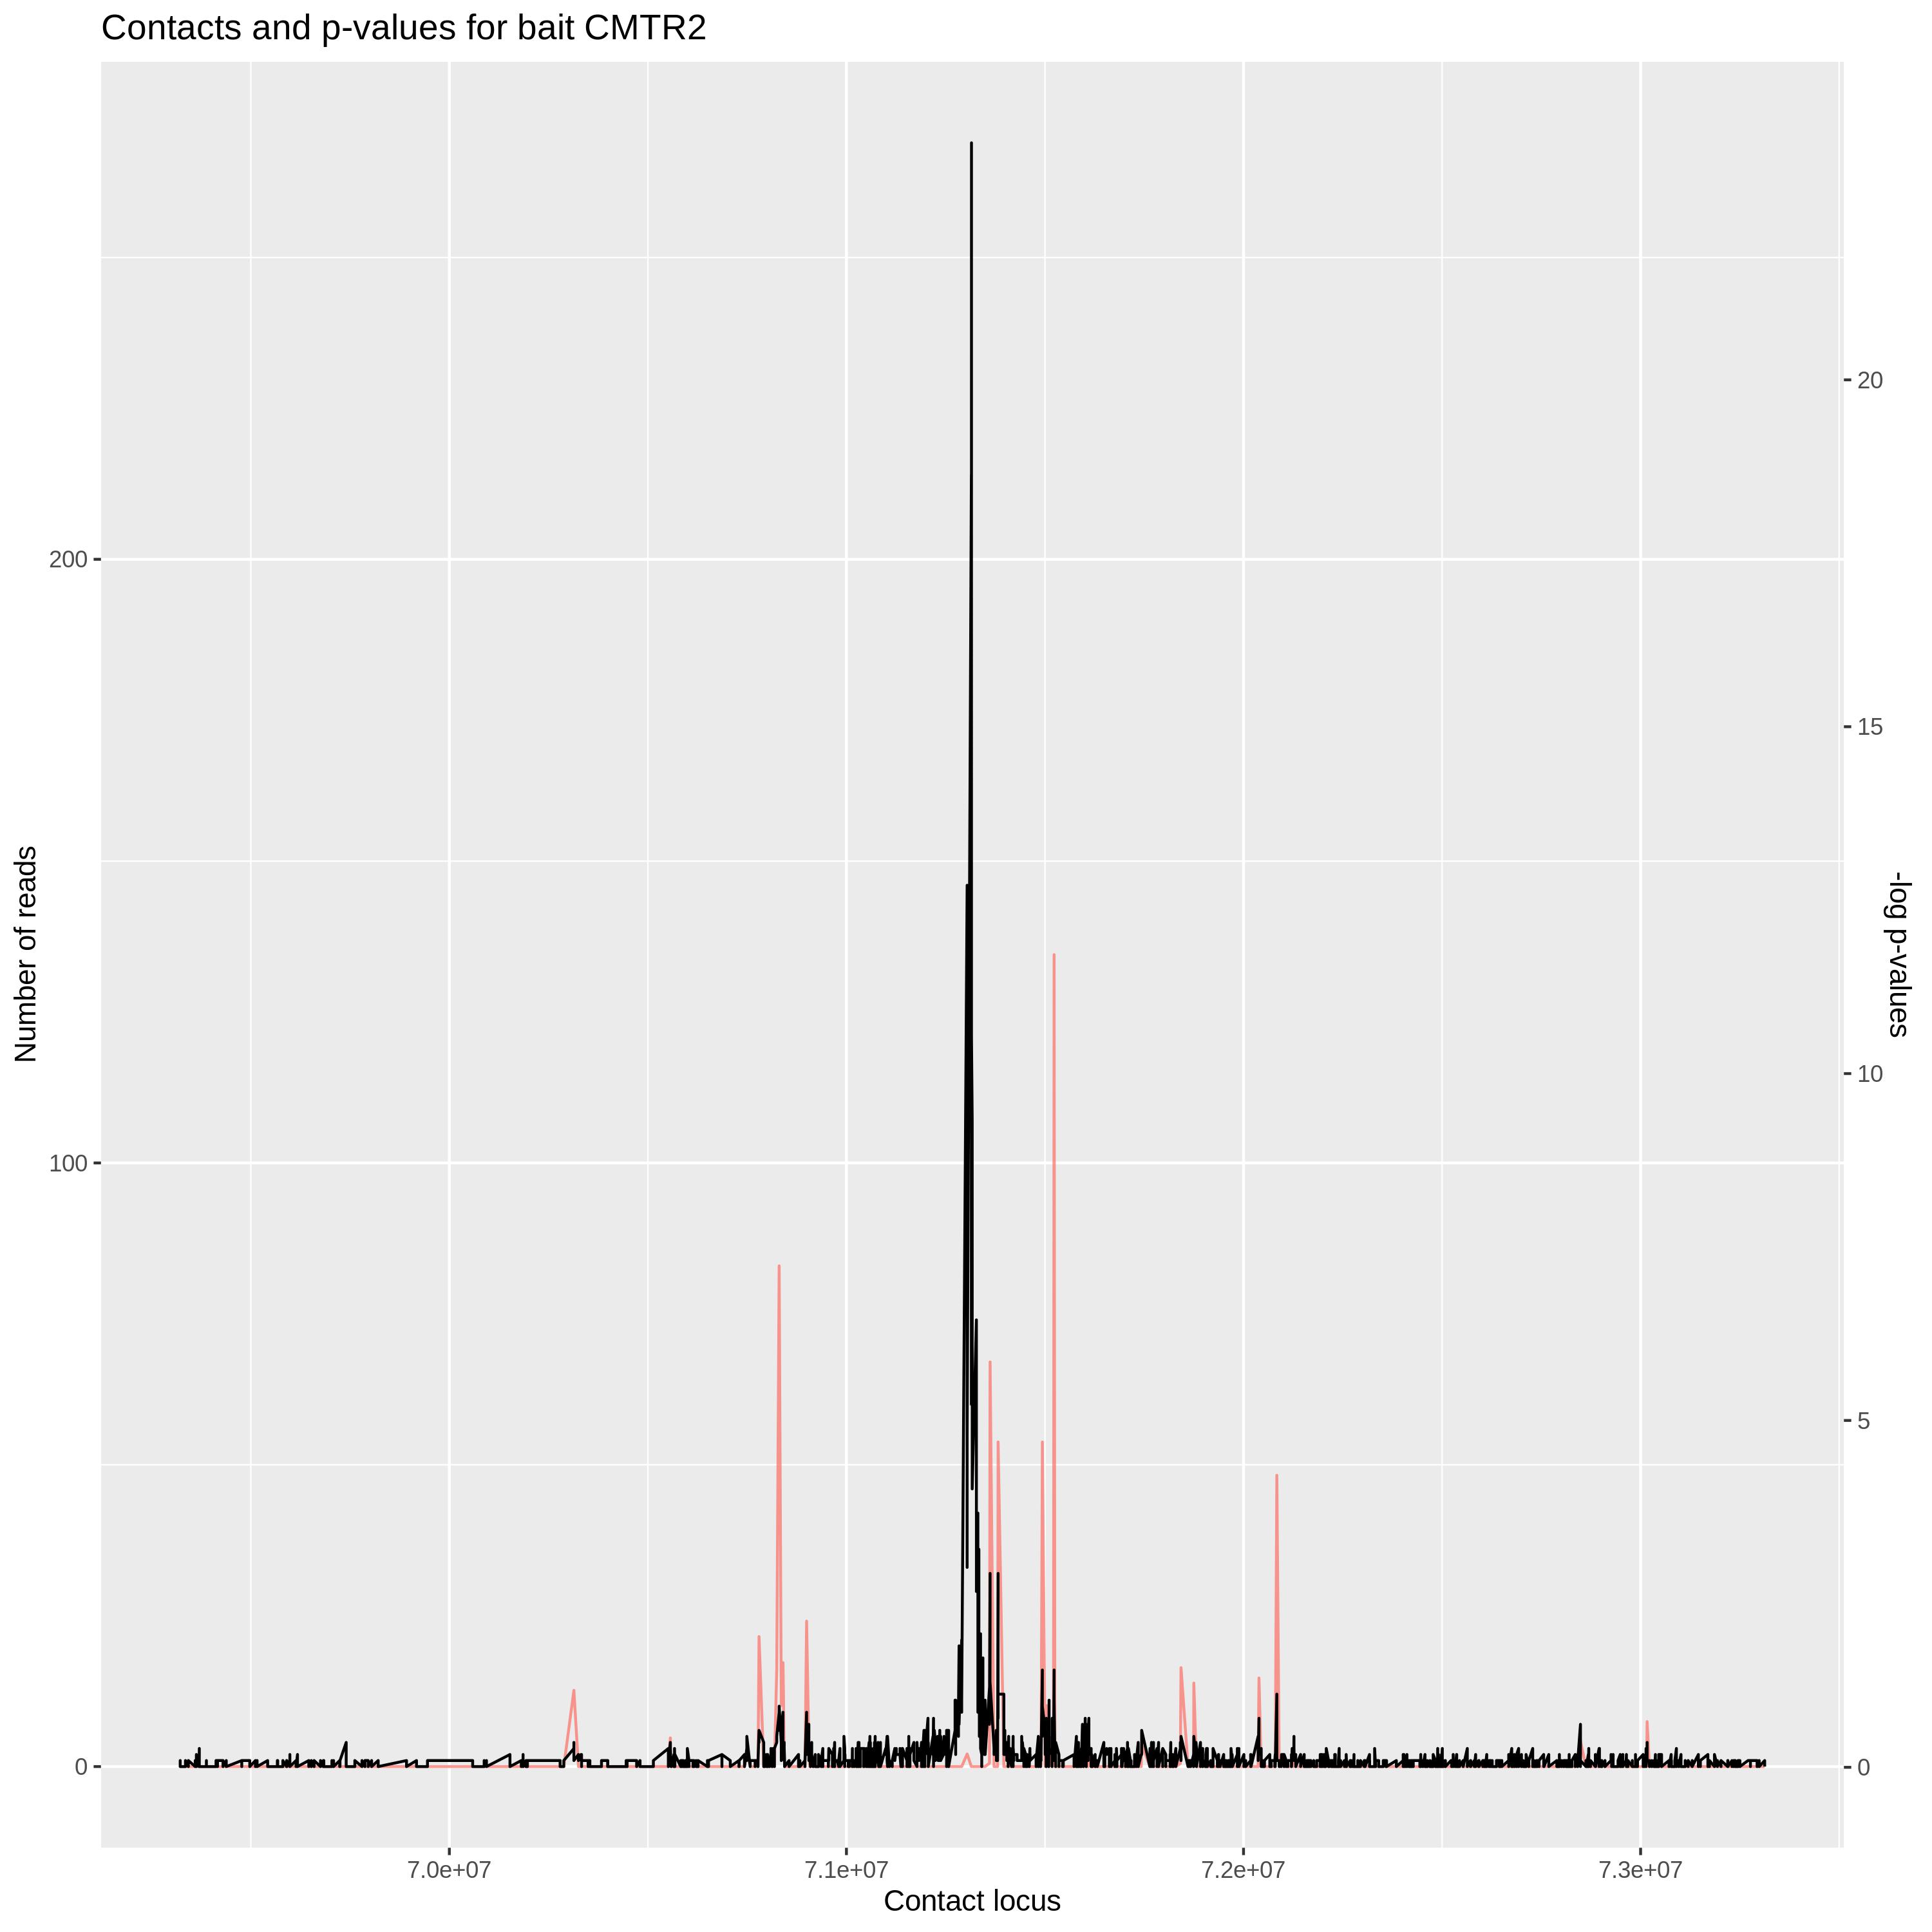 Contacts and p-values for bait CMTR2
Number of reads
200
100
0
20
15
10
5
0
-log p-values
7.0e+07
7.1e+07
7.2e+07
7.3e+07
Contact locus